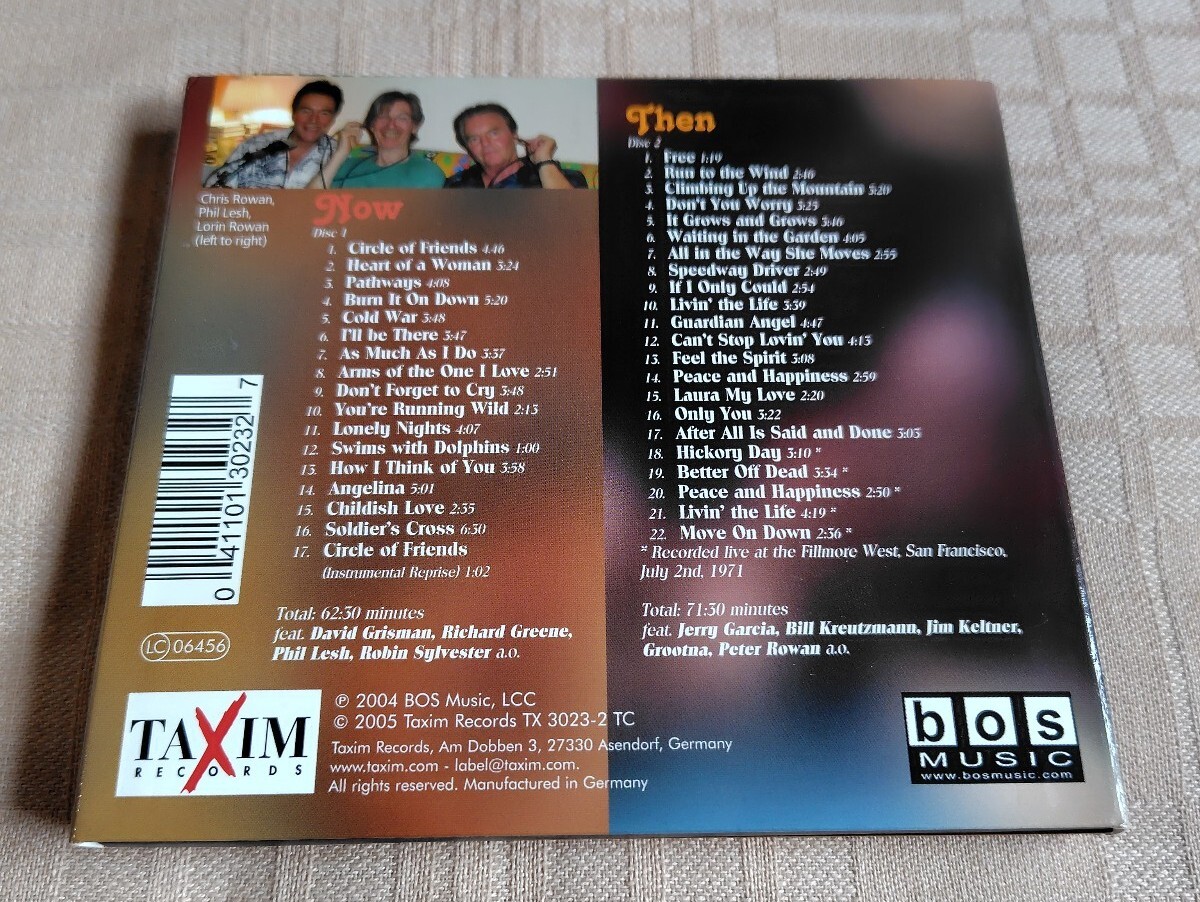 Chris Rowan,
Phil Lesh,
Lorin Rowan
(left to right)
Now
Disc 1
1. Circle of Friends 4:46
2. Heart of a Woman 3:24
3. Pathways 4:08
4. Burn It On Down 5:20
5. Cold War 3:48
6. I'll be There 3:47
7. As Much As I Do 3:37
8. Arms of the One I Love 2:51
9. Don't Forget to Cry 3:48
10. You're Running Wild 2:13
11. Lonely Nights 4:07
12. Swims with Dolphins 1:00
13. How I Think of You 3:58
14. Angelina 5:01
15. Childish Love 2:35
16. Soldier's Cross 6:30
17. Circle of Friends
(Instrumental Reprise) 1:02
Total: 62:30 minutes
feat. David Grisman, Richard Greene,
Phil Lesh, Robin Sylvester a.o.
Then
Disc 2
1. Free 1:19
2. Run to the Wind 2:46
3. Climbing Up the Mountain 3:20
4. Don't You Worry 3:25
5. It Grows and Grows 3:46
6. Waiting in the Garden 4:05
7. All in the Way She Moves 2:55
8. Speedway Driver 2:49
9. If I Only Could 2:54
10. Livin' the Life 3:39
11. Guardian Angel 4:47
12. Can't Stop Lovin' You 4:13
13. Feel the Spirit 3:08
14. Peace and Happiness 2:59
15. Laura My Love 2:20
16. Only You 3:22
17. After All Is Said and Done 3:03
18. Hickory Day 3:10 *
19. Better Off Dead 3:34 *
20. Peace and Happiness 2:50 *
21. Livin' the Life 4:19 *
22. Move On Down 2:36 *
* Recorded live at the Fillmore West, San Francisco,
July 2nd, 1971
Total: 71:30 minutes
feat. Jerry Garcia, Bill Kreutzmann, Jim Keltner,
Grootna, Peter Rowan a.o.
0 41101 30232 7
LC 06456
TAXIM
RECORDS
℗ 2004 BOS Music, LCC
© 2005 Taxim Records TX 3023-2 TC
Taxim Records, Am Dobben 3, 27330 Asendorf, Germany
www.taxim.com - label@taxim.com.
All rights reserved. Manufactured in Germany
bos
MUSIC
www.bosmusic.com